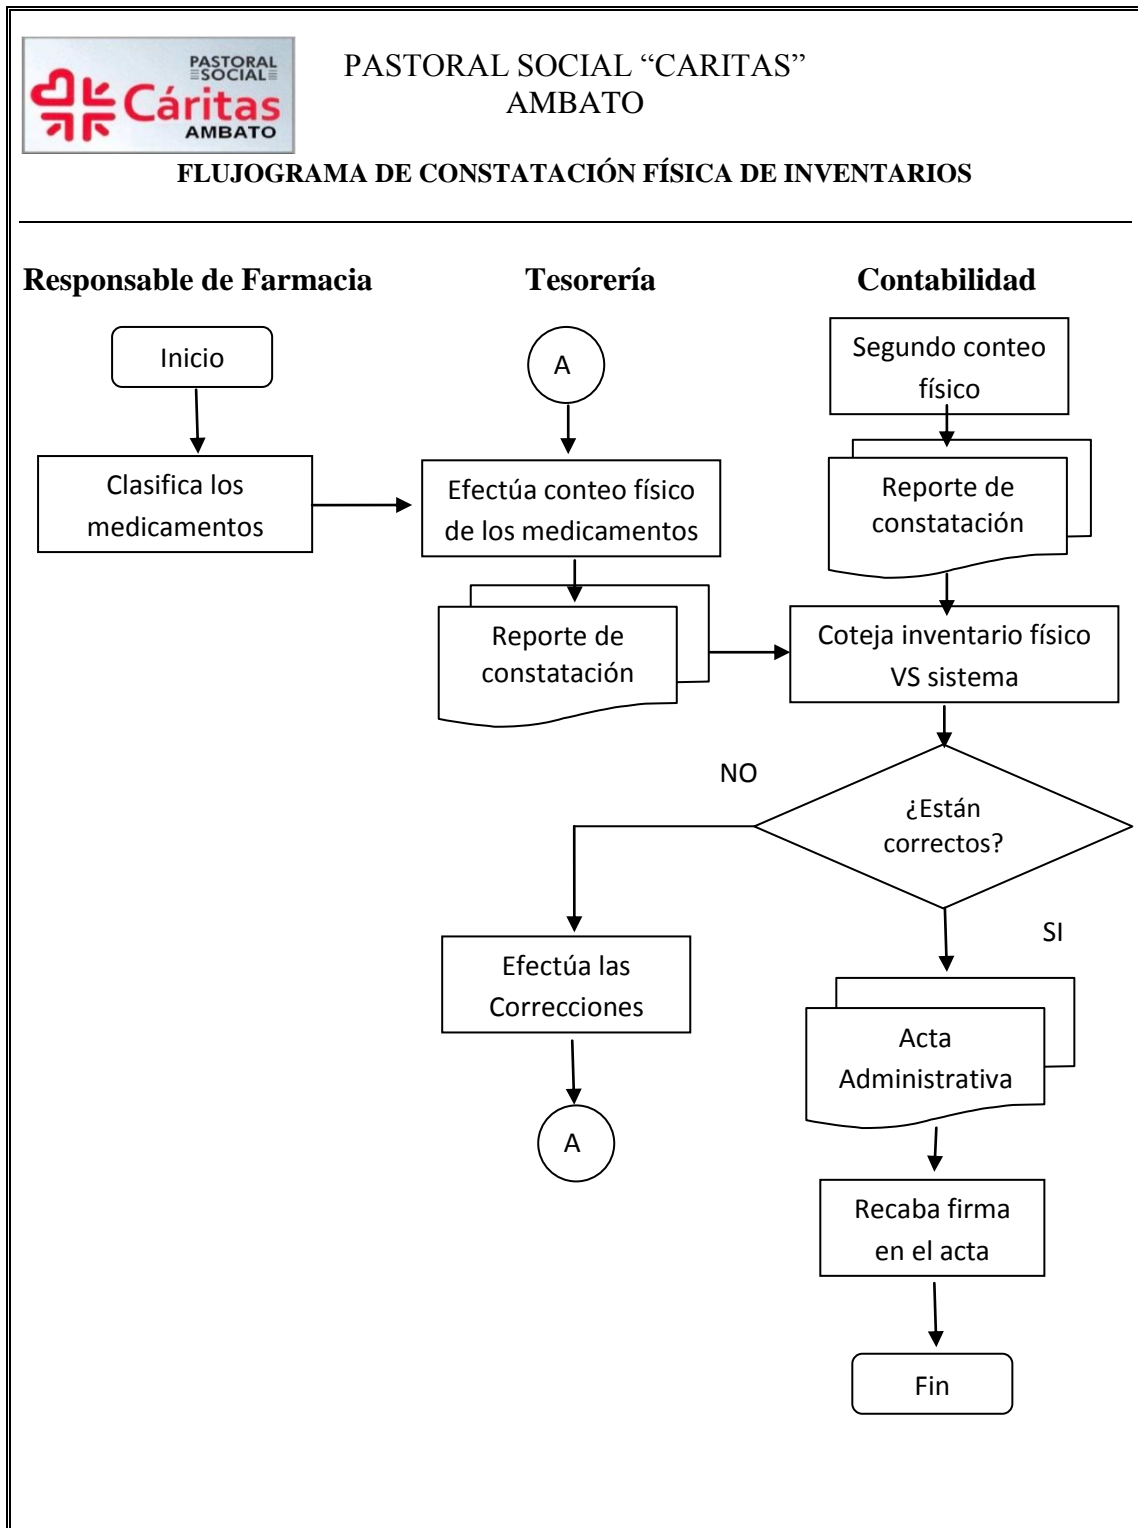 PASTORAL
SOCIAL
Cáritas
AMBATO
PASTORAL SOCIAL “CARITAS”
AMBATO
FLUJOGRAMA DE CONSTATACIÓN FÍSICA DE INVENTARIOS
Responsable de Farmacia
Inicio
Clasifica los
medicamentos
Tesorería
A
Efectúa conteo físico
de los medicamentos
Reporte de
constatación
Contabilidad
Segundo conteo
físico
Reporte de
constatación
Coteja inventario físico
VS sistema
¿Están
correctos?
NO
Efectúa las
Correcciones
A
SI
Acta
Administrativa
Recaba firma
en el acta
Fin